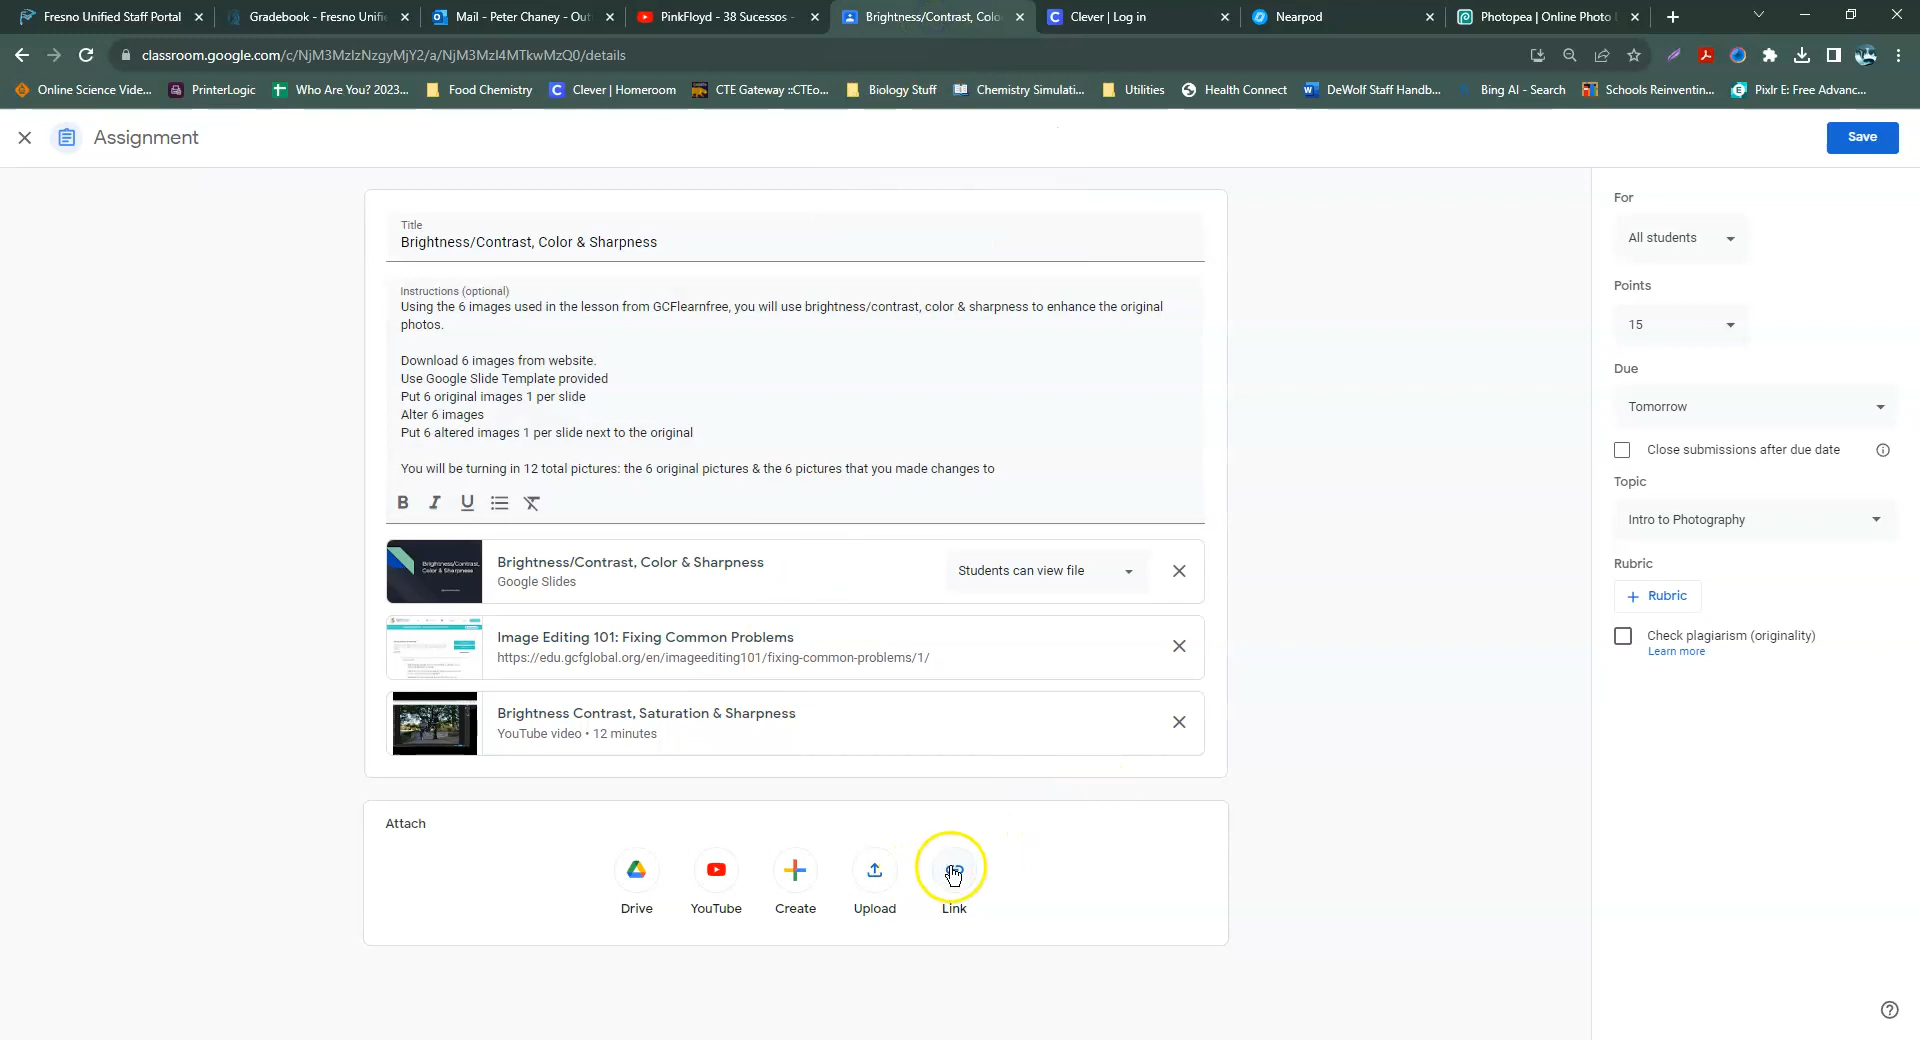 Fresno Unified Staff Portal
Gradebook - Fresno Unifi
Mail - Peter Chaney - Out
PinkFloyd - 38 Sucessos -
Brightness/Contrast, Colo
Clever | Log in
Nearpod
Photopea | Online Photo
classroom.google.com/c/NjM3MzIzNzgyMjY2/a/NjM3MzI4MTkwMzQ0/details
Online Science Vide...
PrinterLogic
Who Are You? 2023...
Food Chemistry
Clever | Homeroom
CTE Gateway ::CTEo...
Biology Stuff
Chemistry Simulati...
Utilities
Health Connect
DeWolf Staff Handb...
Bing AI - Search
Schools Reinventin...
Pixlr E: Free Advanc...
Assignment
Save
Title
Brightness/Contrast, Color & Sharpness
Instructions (optional)
Using the 6 images used in the lesson from GCFlearnfree, you will use brightness/contrast, color & sharpness to enhance the original
photos.
Download 6 images from website.
Use Google Slide Template provided
Put 6 original images 1 per slide
Alter 6 images
Put 6 altered images 1 per slide next to the original
You will be turning in 12 total pictures: the 6 original pictures & the 6 pictures that you made changes to
B I U
Brightness/Contrast,
Color & Sharpness
Brightness/Contrast, Color & Sharpness
Google Slides
Students can view file
Image Editing 101: Fixing Common Problems
https://edu.gcfglobal.org/en/imageediting101/fixing-common-problems/1/
Brightness Contrast, Saturation & Sharpness
YouTube video • 12 minutes
Attach
Drive
YouTube
Create
Upload
Link
For
All students
Points
15
Due
Tomorrow
Close submissions after due date
Topic
Intro to Photography
Rubric
+ Rubric
Check plagiarism (originality)
Learn more